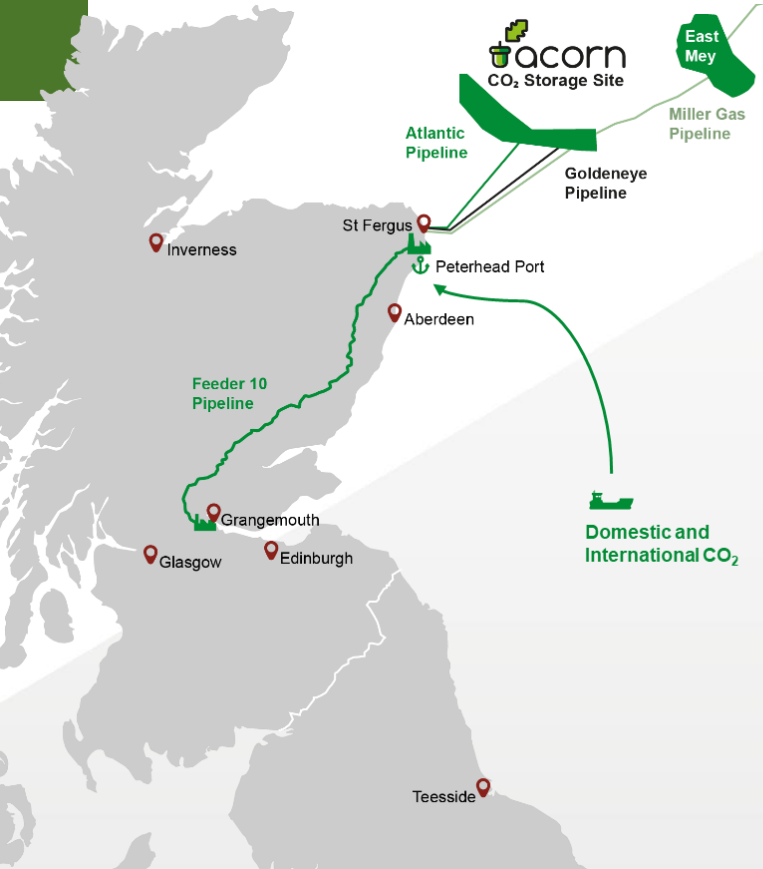 acorn
CO₂ Storage Site
East
Mey
Miller Gas
Pipeline
Atlantic
Pipeline
Goldeneye
Pipeline
St Fergus
Inverness
Peterhead Port
Aberdeen
Feeder 10
Pipeline
Grangemouth
Glasgow
Edinburgh
Domestic and
International CO₂
Teesside